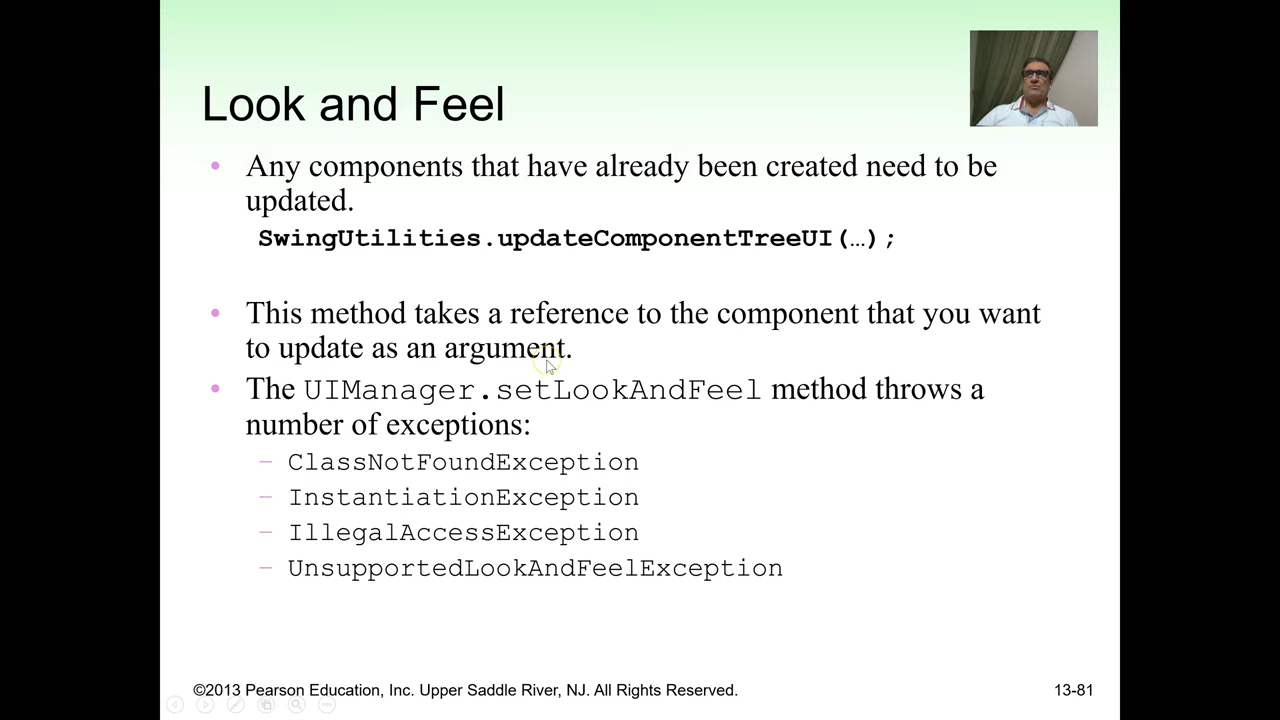 Look and Feel
• Any components that have already been created need to be
updated.
SwingUtilities.updateComponentTreeUI(…);
• This method takes a reference to the component that you want
to update as an argument.
• The UIManager.setLookAndFeel method throws a
number of exceptions:
– ClassNotFoundException
– InstantiationException
– IllegalAccessException
– UnsupportedLookAndFeelException
©2013 Pearson Education, Inc. Upper Saddle River, NJ. All Rights Reserved.
13-81